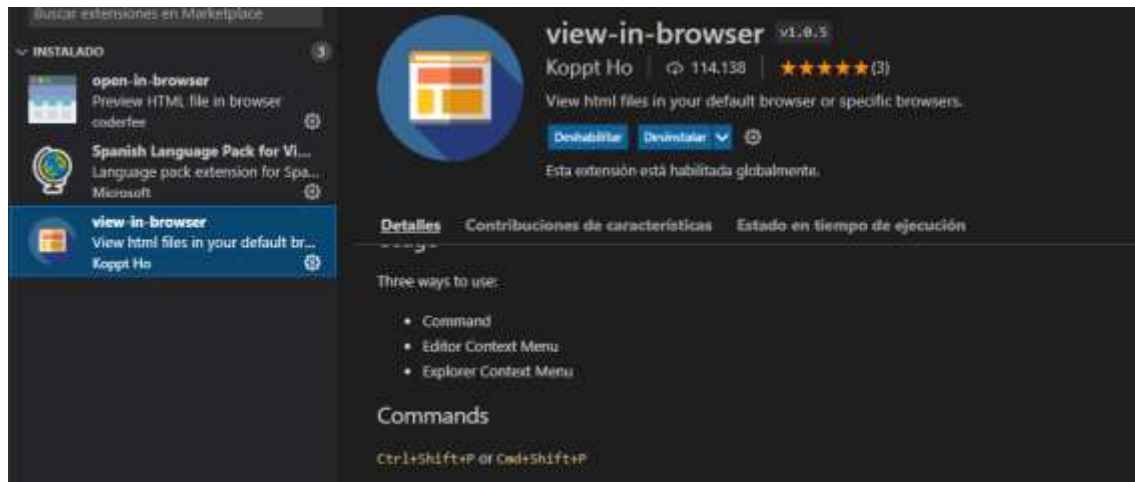 Buscar extensiones en Marketplace
INSTALADO 3
open-in-browser
Preview HTML file in browser
coderfee
Spanish Language Pack for Vi...
Language pack extension for Spa...
Microsoft
view-in-browser
View html files in your default br...
Koppt Ho
view-in-browser v1.0.5
Koppt Ho 114.138 (3)
View html files in your default browser or specific browsers.
Deshabilitar Desinstalar
Esta extensión está habilitada globalmente.
Detalles Contribuciones de características Estado en tiempo de ejecución
Usage
Three ways to use:
• Command
• Editor Context Menu
• Explorer Context Menu
Commands
Ctrl+Shift+P or Cmd+Shift+P